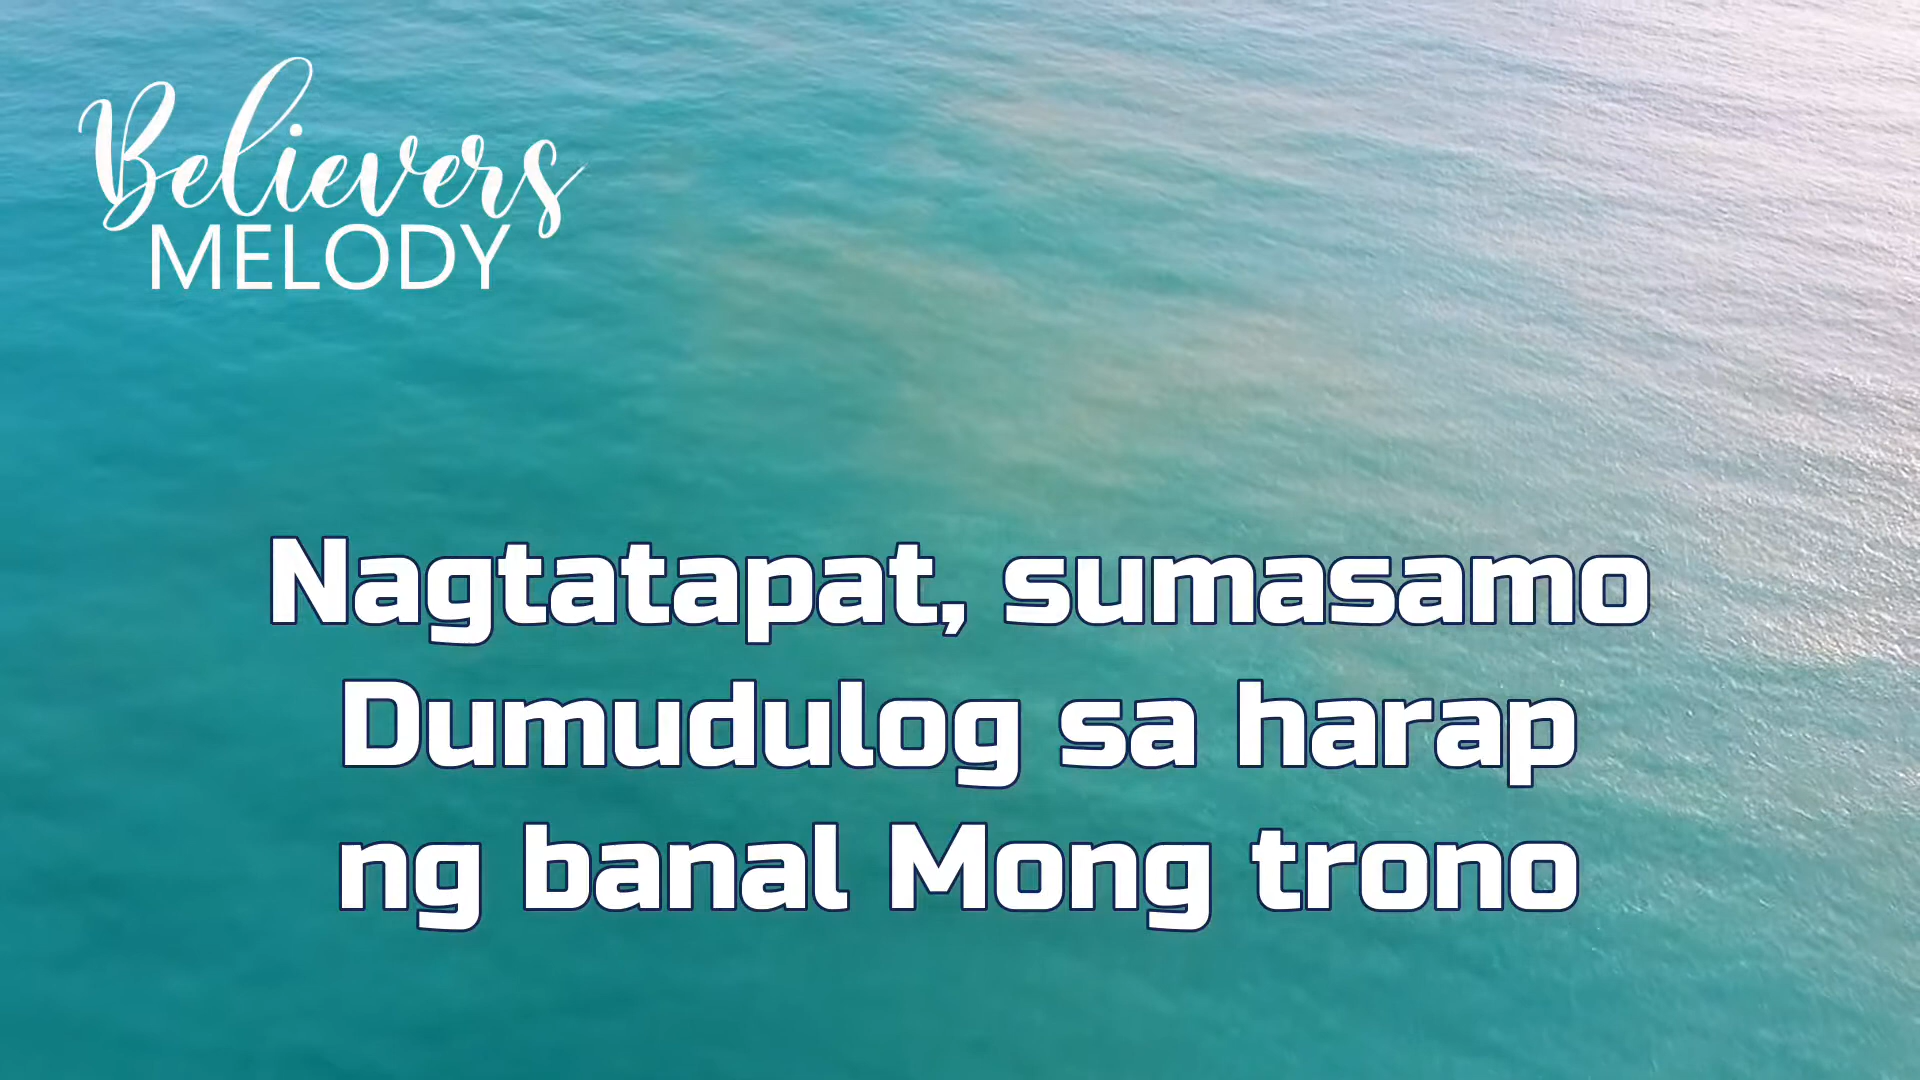 Believers
MELODY
Nagtatapat, sumasamo
Dumudulog sa harap
ng banal Mong trono